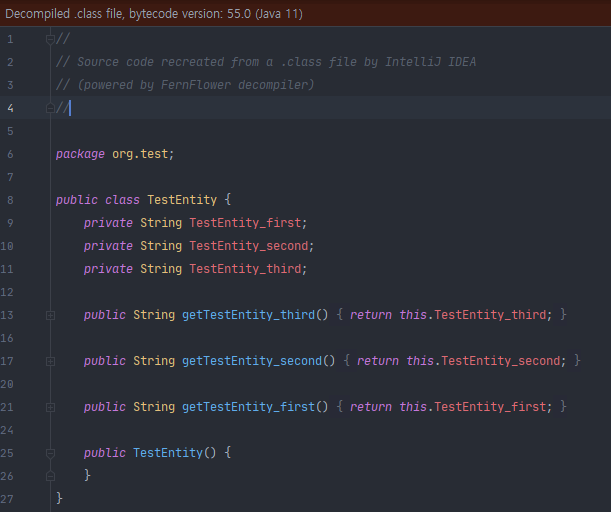 Decompiled .class file, bytecode version: 55.0 (Java 11)
1 //
2 // Source code recreated from a .class file by IntelliJ IDEA
3 // (powered by FernFlower decompiler)
4 //
5
6 package org.test;
7
8 public class TestEntity {
9 private String TestEntity_first;
10 private String TestEntity_second;
11 private String TestEntity_third;
12
13 public String getTestEntity_third() { return this.TestEntity_third; }
16
17 public String getTestEntity_second() { return this.TestEntity_second; }
20
21 public String getTestEntity_first() { return this.TestEntity_first; }
24
25 public TestEntity() {
26 }
27 }